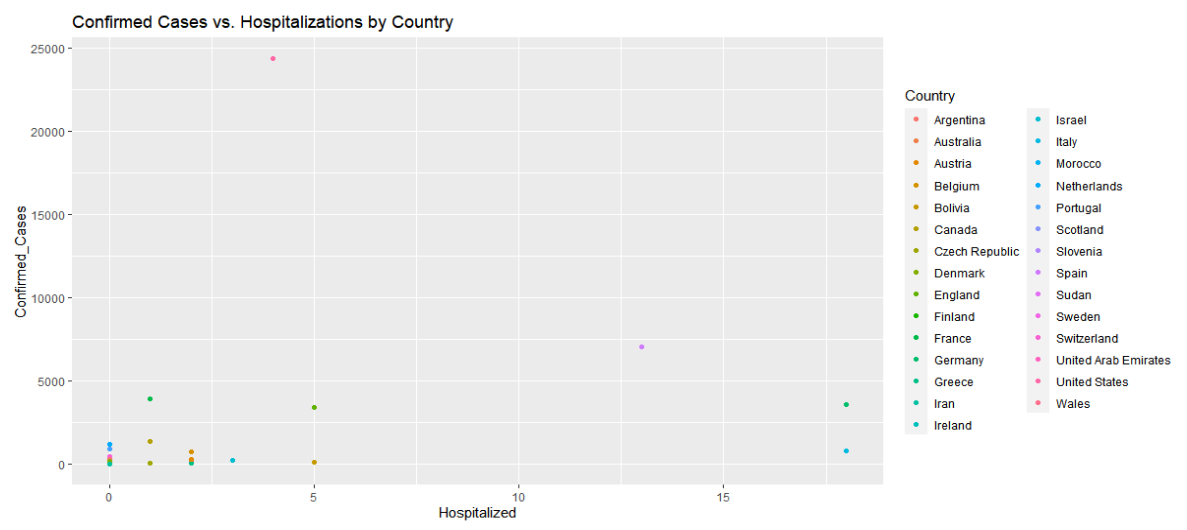 Confirmed Cases vs. Hospitalizations by Country
25000
20000
15000
10000
5000
0
Confirmed_Cases
0 5 10 15
Hospitalized
Country
Argentina
Australia
Austria
Belgium
Bolivia
Canada
Czech Republic
Denmark
England
Finland
France
Germany
Greece
Iran
Ireland
Israel
Italy
Morocco
Netherlands
Portugal
Scotland
Slovenia
Spain
Sudan
Sweden
Switzerland
United Arab Emirates
United States
Wales